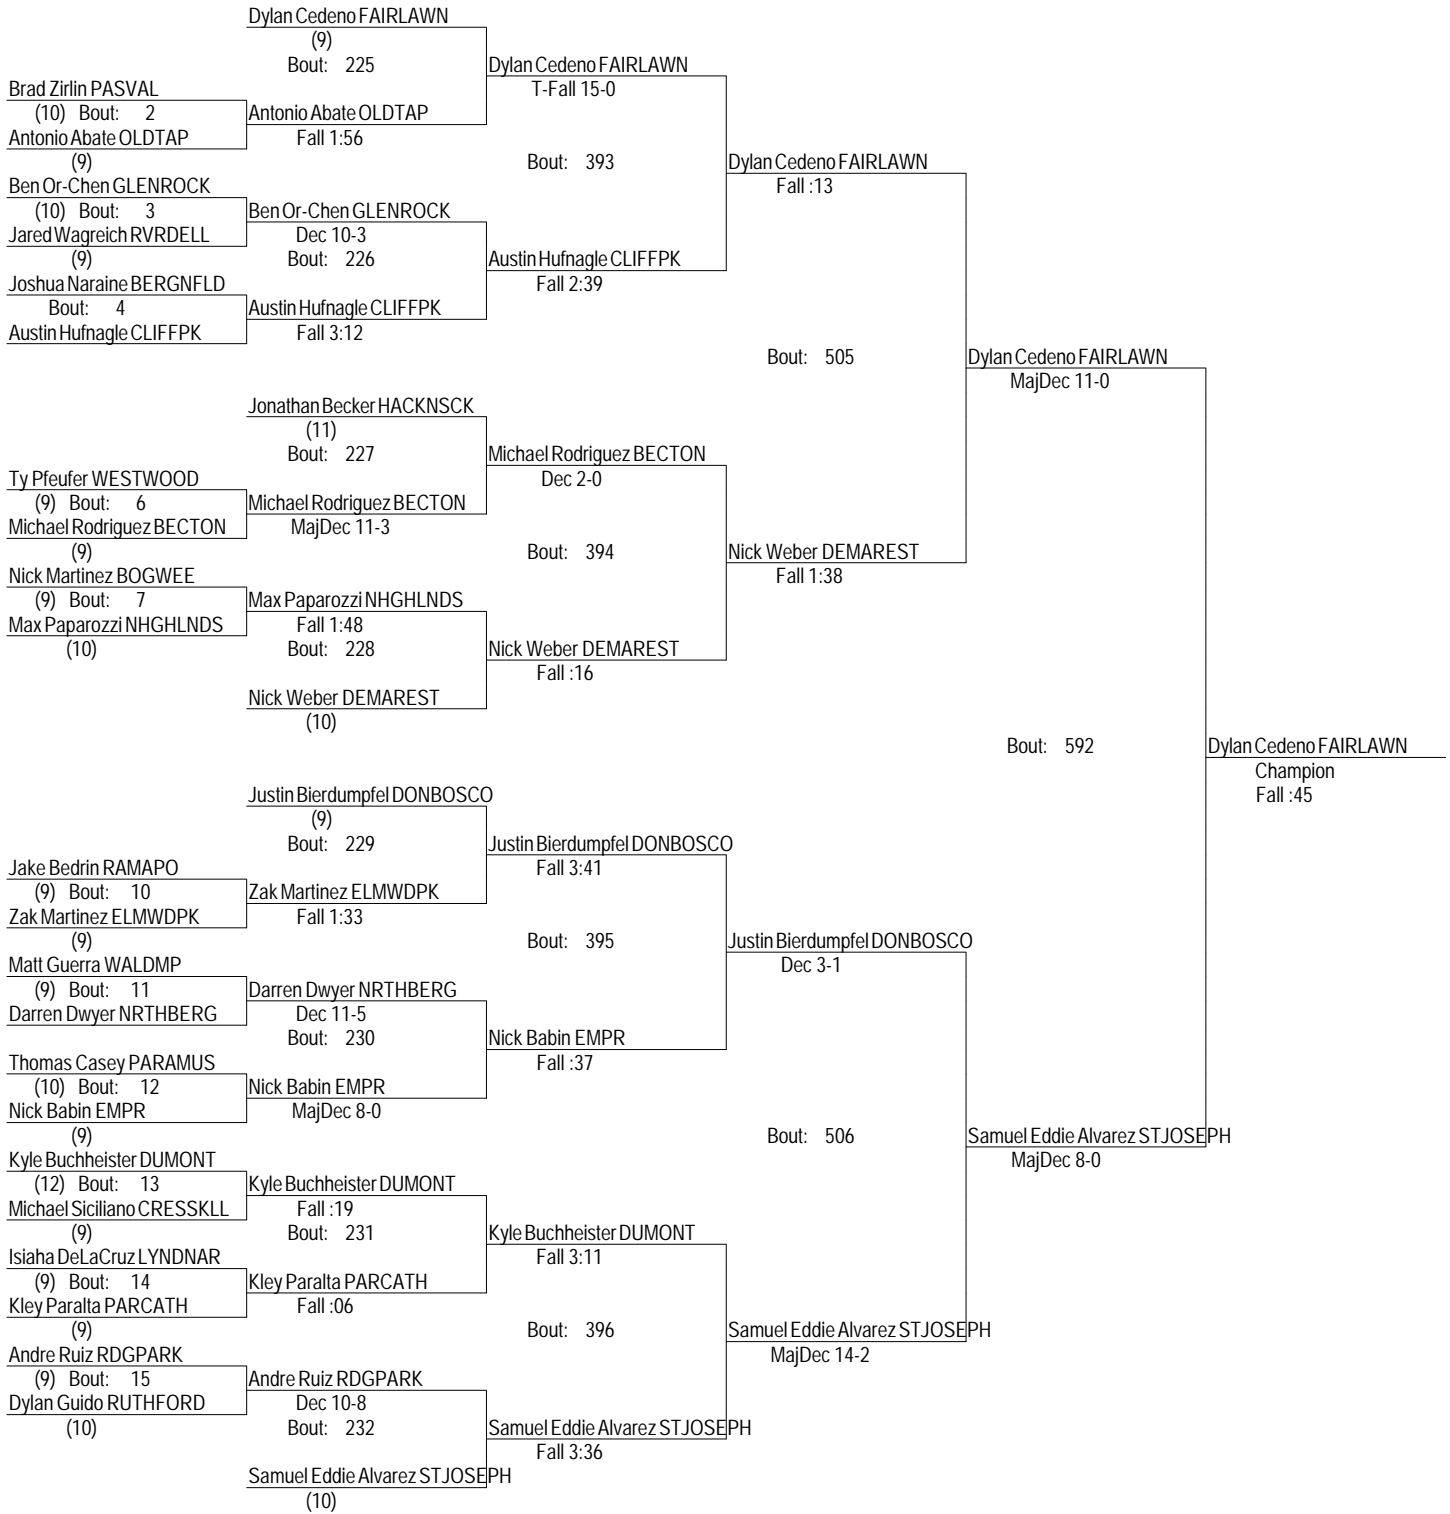 Dylan Cedeno FAIRLAWN
(9)
Bout: 225
Dylan Cedeno FAIRLAWN
T-Fall 15-0
Brad Zirlin PASVAL
(10) Bout: 2
Antonio Abate OLDTAP
Antonio Abate OLDTAP
Fall 1:56
(9)
Bout: 393
Dylan Cedeno FAIRLAWN
Fall :13
Ben Or-Chen GLENROCK
(10) Bout: 3
Ben Or-Chen GLENROCK
Jared Wagreich RVRDELL
Dec 10-3
(9)
Bout: 226
Austin Hufnagle CLIFFPK
Fall 2:39
Joshua Naraine BERGNFLD
Bout: 4
Austin Hufnagle CLIFFPK
Austin Hufnagle CLIFFPK
Fall 3:12
Bout: 505
Dylan Cedeno FAIRLAWN
MajDec 11-0
Jonathan Becker HACKNSCK
(11)
Bout: 227
Michael Rodriguez BECTON
Dec 2-0
Ty Pfeufer WESTWOOD
(9) Bout: 6
Michael Rodriguez BECTON
Michael Rodriguez BECTON
MajDec 11-3
(9)
Bout: 394
Nick Weber DEMAREST
Fall 1:38
Nick Martinez BOGWEE
(9) Bout: 7
Max Paparozzi NHGHLNDS
Max Paparozzi NHGHLNDS
Fall 1:48
(10)
Bout: 228
Nick Weber DEMAREST
Fall :16
Nick Weber DEMAREST
(10)
Bout: 592
Dylan Cedeno FAIRLAWN
Champion
Fall :45
Justin Bierdumpfel DONBOSCO
(9)
Bout: 229
Justin Bierdumpfel DONBOSCO
Fall 3:41
Jake Bedrin RAMAPO
(9) Bout: 10
Zak Martinez ELMWDPK
Zak Martinez ELMWDPK
Fall 1:33
(9)
Bout: 395
Justin Bierdumpfel DONBOSCO
Dec 3-1
Matt Guerra WALDMP
(9) Bout: 11
Darren Dwyer NRTHBERG
Darren Dwyer NRTHBERG
Dec 11-5
Bout: 230
Nick Babin EMPR
Fall :37
Thomas Casey PARAMUS
(10) Bout: 12
Nick Babin EMPR
Nick Babin EMPR
MajDec 8-0
(9)
Bout: 506
Samuel Eddie Alvarez STJOSEPH
MajDec 8-0
Kyle Buchheister DUMONT
(12) Bout: 13
Kyle Buchheister DUMONT
Michael Siciliano CRESSKLL
Fall :19
(9)
Bout: 231
Kyle Buchheister DUMONT
Fall 3:11
Isiaha DeLaCruz LYNDNAR
(9) Bout: 14
Kley Paralta PARCATH
Kley Paralta PARCATH
Fall :06
(9)
Bout: 396
Samuel Eddie Alvarez STJOSEPH
MajDec 14-2
Andre Ruiz RDGPARK
(9) Bout: 15
Andre Ruiz RDGPARK
Dylan Guido RUTHFORD
Dec 10-8
(10)
Bout: 232
Samuel Eddie Alvarez STJOSEPH
Fall 3:36
Samuel Eddie Alvarez STJOSEPH
(10)